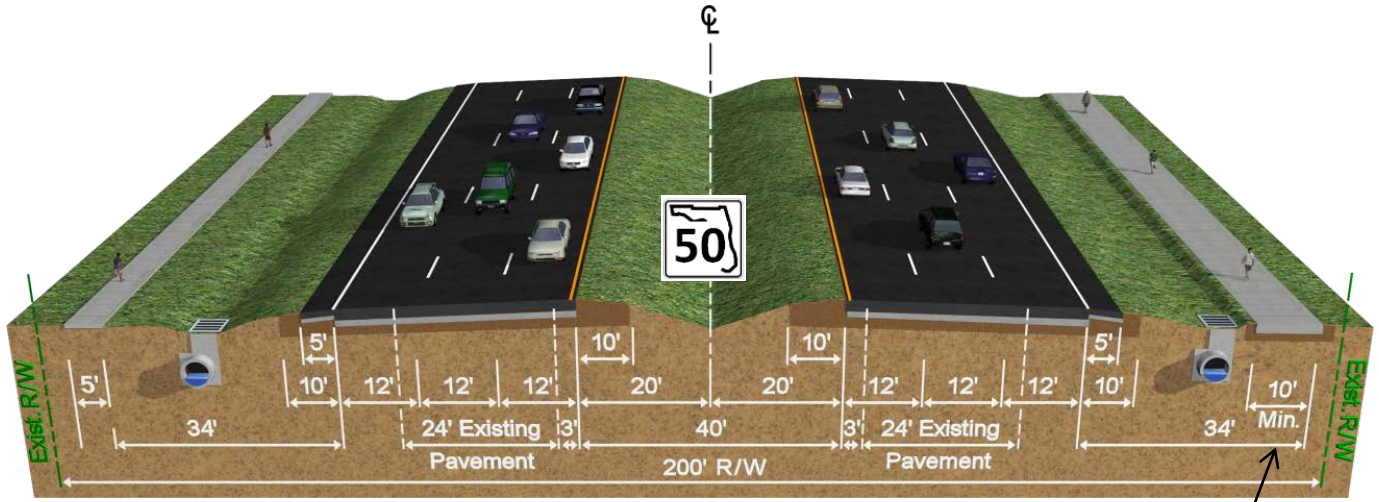 ℄
50
5'
10'
10'
5'
5'
10'
12'
12'
12'
20'
20'
12'
12'
12'
10'
10'
Min.
34'
24' Existing
Pavement
3'
40'
3'
24' Existing
Pavement
34'
200' R/W
Exist. R/W
Exist. R/W